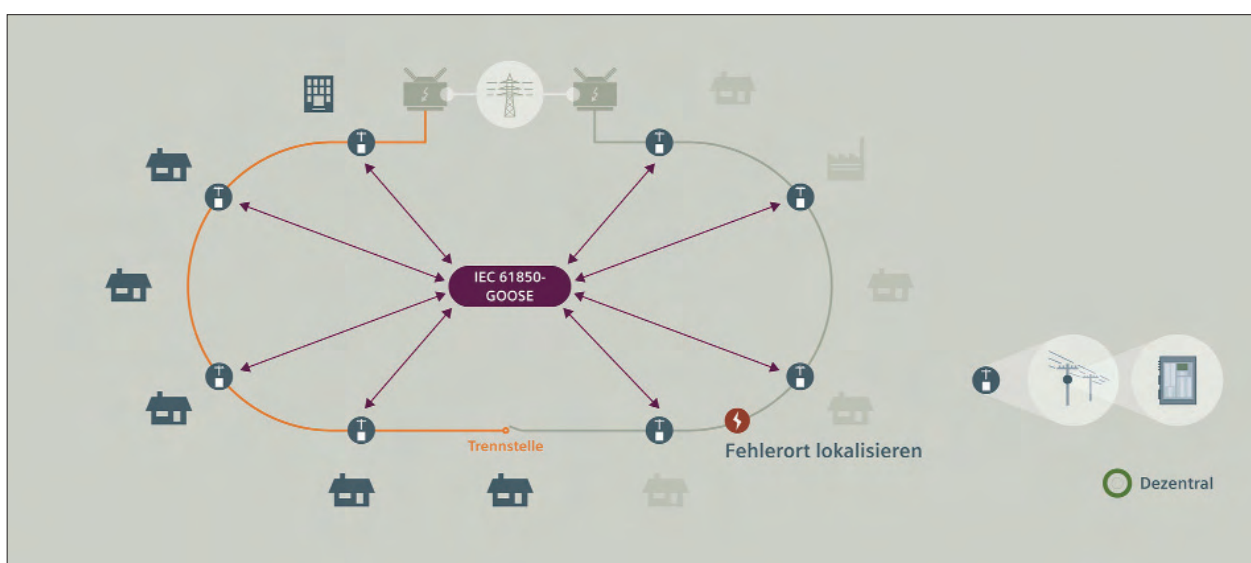 IEC 61850-
GOOSE
Trennstelle
Fehlerort lokalisieren
Dezentral